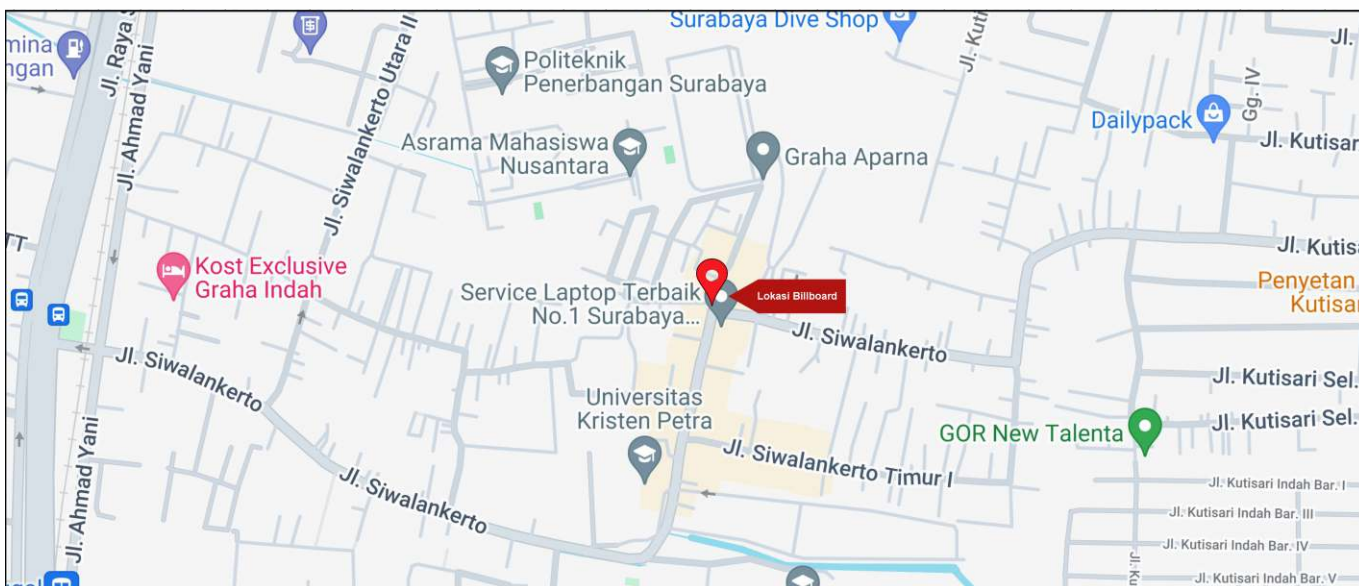 Surabaya Dive Shop
mina
ngan
Jl. Raya S
Jl. Ahmad Yani
Jl. Siwalankerto Utara II
Politeknik
Penerbangan Surabaya
Jl. Kuti
Jl.
Gg. IV
Dailypack
Jl. Kutisar
Asrama Mahasiswa
Nusantara
Graha Aparna
TT
Jl. Kutisa
Kost Exclusive
Graha Indah
Service Laptop Terbaik
No.1 Surabaya...
Lokasi Billboard
Penyetan
Kutisar
Jl. Siwalankerto
Jl. Siwalankerto
Jl. Kutisari Sel.
Universitas
Kristen Petra
Jl. Kutisari Sel.
GOR New Talenta
Jl. Siwalankerto Timur I
Jl. Ahmad Yani
Jl. Siwalankerto
Jl. Kutisari Indah Bar. I
Jl. Kutisari Indah Bar. III
Jl. Kutisari Indah Bar. IV
Jl. Kutisari Indah Bar. V
Jl. Ku